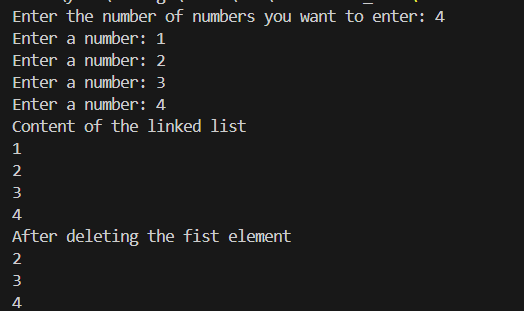 Enter the number of numbers you want to enter: 4
Enter a number: 1
Enter a number: 2
Enter a number: 3
Enter a number: 4
Content of the linked list
1
2
3
4
After deleting the fist element
2
3
4